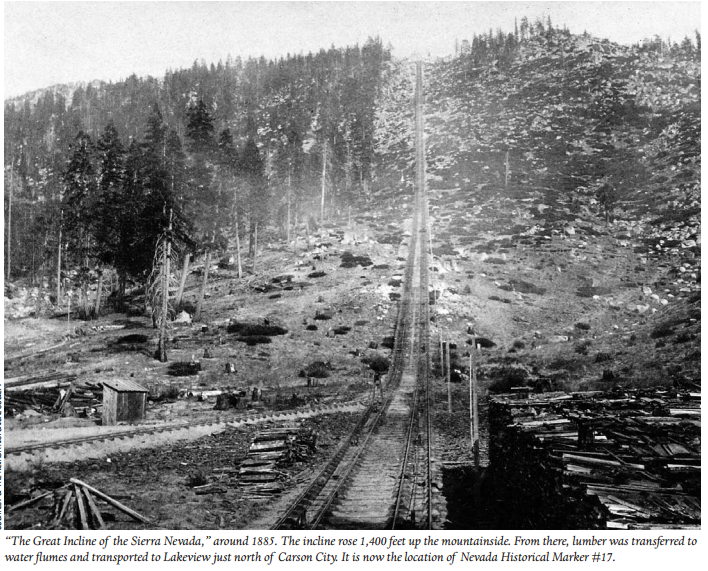 “The Great Incline of the Sierra Nevada,” around 1885. The incline rose 1,400 feet up the mountainside. From there, lumber was transferred to
water flumes and transported to Lakeview just north of Carson City. It is now the location of Nevada Historical Marker #17.